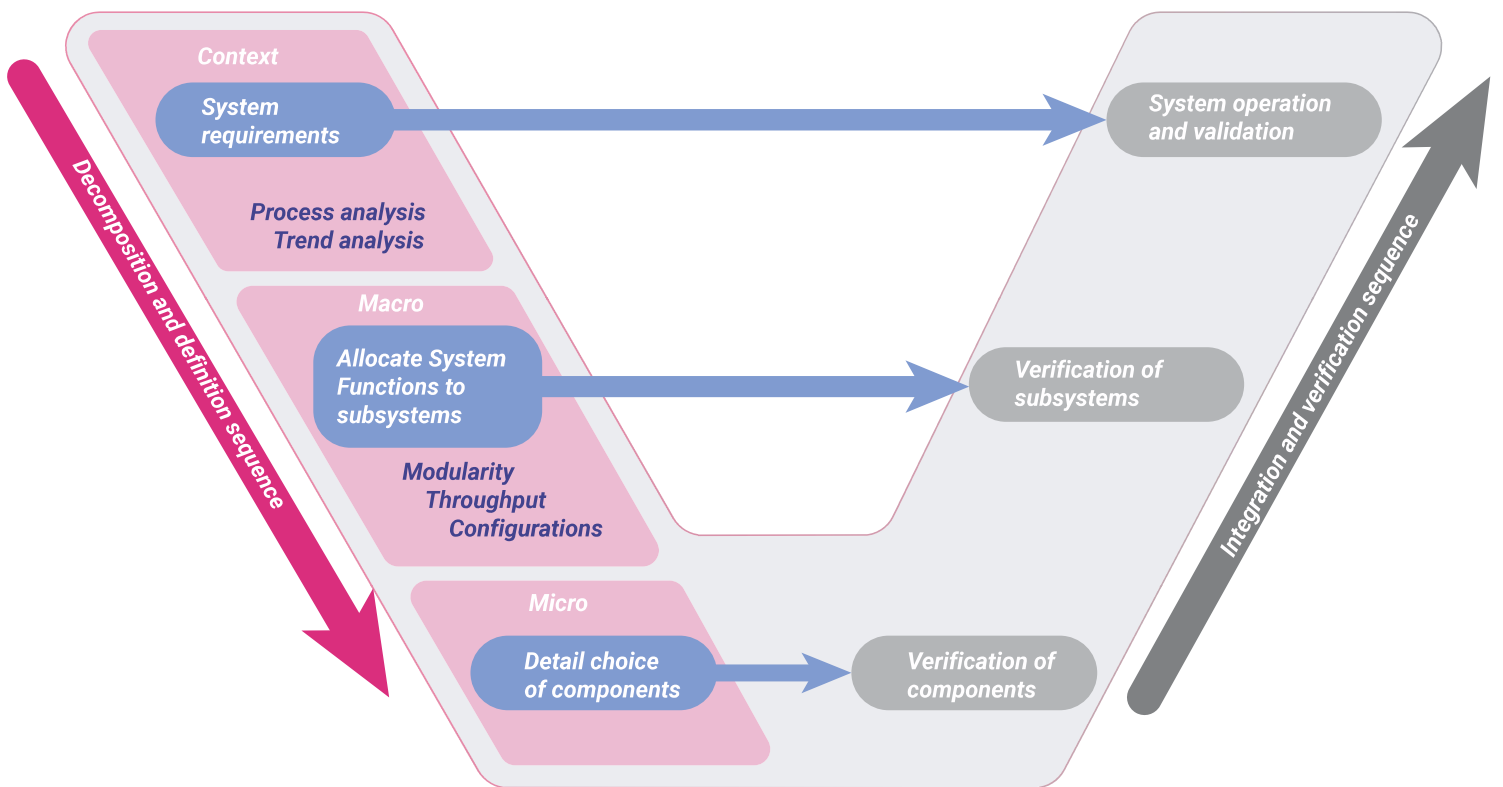 Context
System
requirements
System operation
and validation
Process analysis
Trend analysis
Decomposition and definition sequence
Macro
Allocate System
Functions to
subsystems
Verification of
subsystems
Modularity
Throughput
Configurations
Integration and verification sequence
Micro
Detail choice
of components
Verification of
components